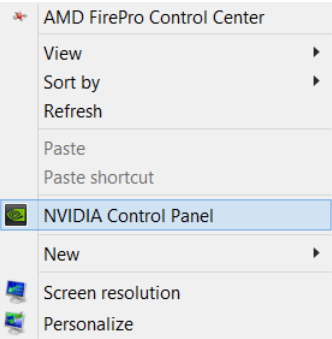 AMD FirePro Control Center
View
Sort by
Refresh
Paste
Paste shortcut
NVIDIA Control Panel
New
Screen resolution
Personalize